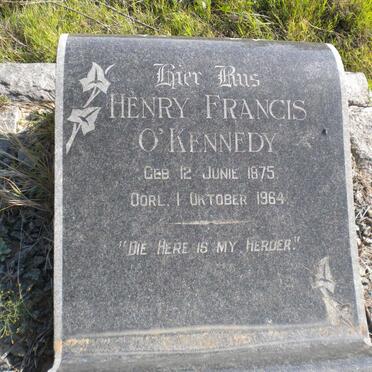 Hier Rus
HENRY FRANCIS
O'KENNEDY
GEB 12 JUNIE 1875
OORL. 1 OKTOBER 1964
"DIE HERE IS MY HERDER."